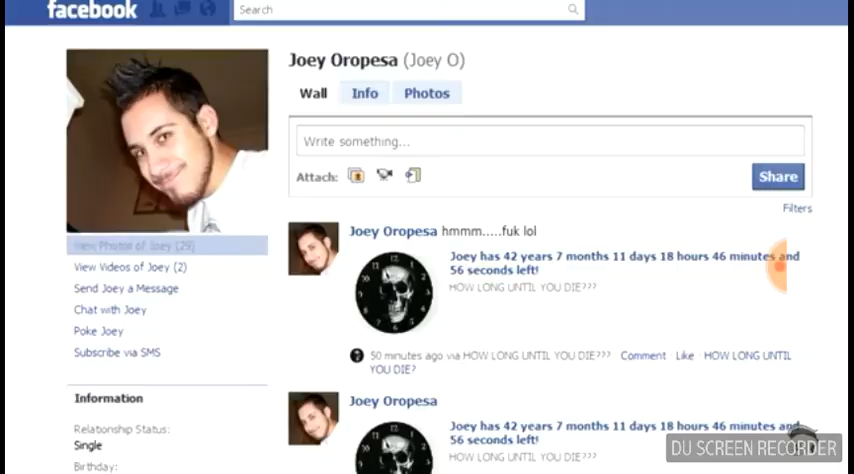 facebook
Search
Joey Oropesa (Joey O)
Wall Info Photos
Write something...
Attach:
Share
Filters
View Photos of Joey (29)
View Videos of Joey (2)
Send Joey a Message
Chat with Joey
Poke Joey
Subscribe via SMS
Information
Relationship Status:
Single
Birthday:
Joey Oropesa hmmm.....fuk lol
Joey has 42 years 7 months 11 days 18 hours 46 minutes and
56 seconds left!
HOW LONG UNTIL YOU DIE???
50 minutes ago via HOW LONG UNTIL YOU DIE??? Comment Like HOW LONG UNTIL
YOU DIE?
Joey Oropesa
Joey has 42 years 7 months 11 days 18 hours 46 minutes and
56 seconds left!
HOW LONG UNTIL YOU DIE???
DU SCREEN RECORDER